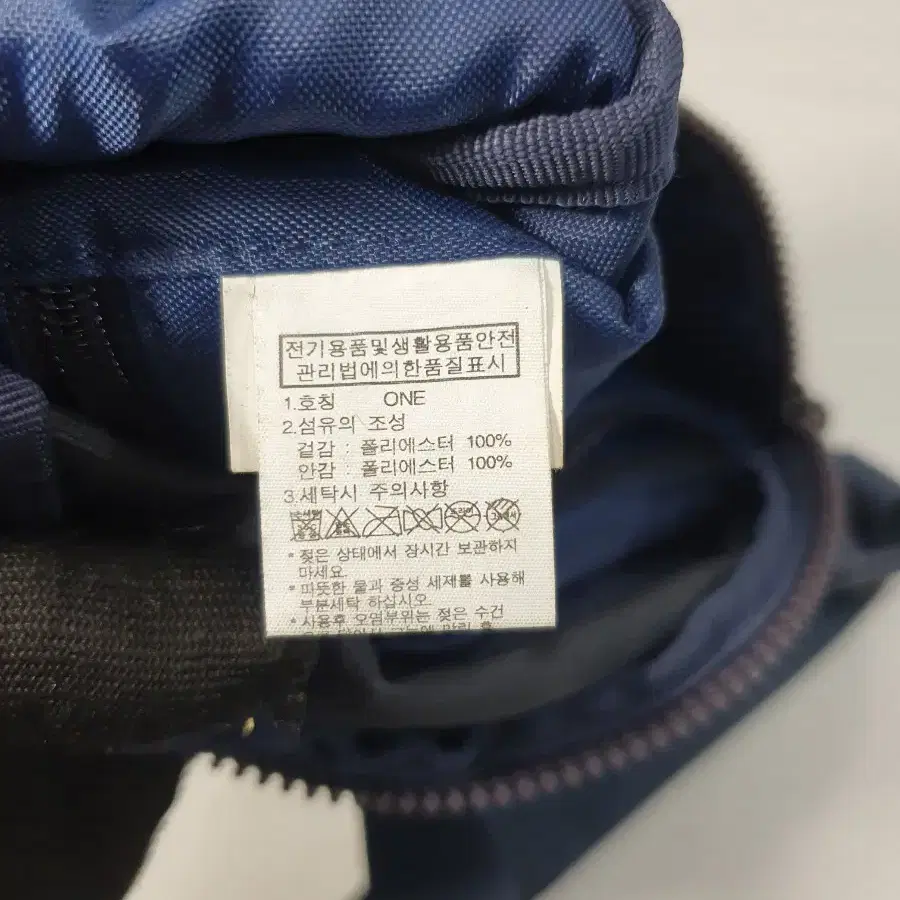 전기용품및생활용품안전
관리법에의한품질표시
1.호칭 ONE
2.섬유의 조성
겉감 : 폴리에스터 100%
안감 : 폴리에스터 100%
3.세탁시 주의사항
* 젖은 상태에서 장시간 보관하지
마세요.
* 따뜻한 물과 중성 세제를 사용해
부분세탁 하십시오
* 사용후 오염부위는 젖은 수건